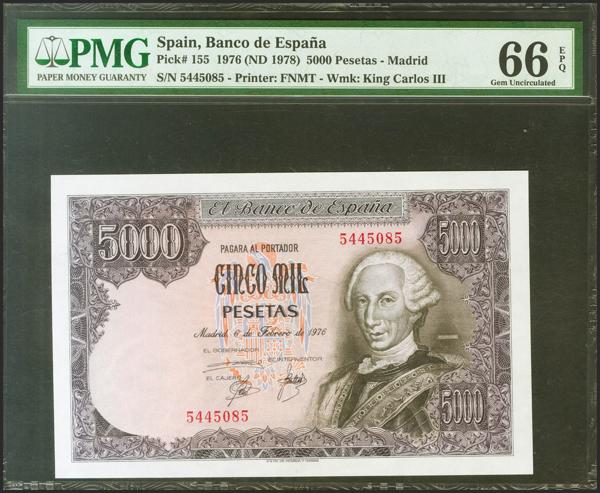 PMG
PAPER MONEY GUARANTY
Spain, Banco de España
Pick# 155 1976 (ND 1978) 5000 Pesetas - Madrid
S/N 5445085 - Printer: FNMT - Wmk: King Carlos III
66 EPQ
Gem Uncirculated
El Banco de España
5000
5000
PAGARA AL PORTADOR
5445085
CINCO MIL
PESETAS
Madrid, 6 de Febrero de 1976
EL GOBERNADOR
EL INTERVENTOR
EL CAJERO
5445085
5000